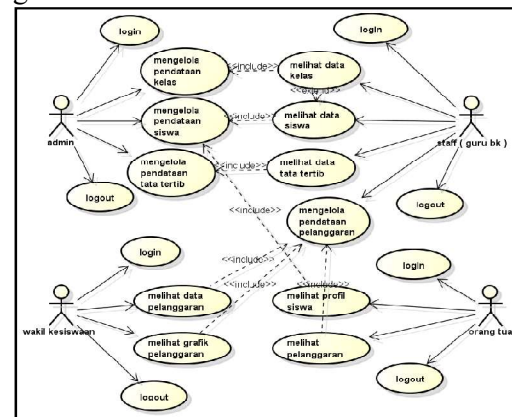 login
login
mengelola
pendataan
kelas
<<include>>
melihat data
kelas
<<extend>>
admin
mengelola
pendataan
siswa
<<include>>
melihat data
siswa
staff ( guru bk )
mengelola
pendataan
tata tertib
<<include>>
melihat data
tata tertib
logout
logout
<<include>>
mengelola
pendataan
pelanggaran
login
login
<<include>>
<<include>>
<<include>>
wakil kesiswaan
melihat data
pelanggaran
melihat profil
siswa
orang tua
melihat grafik
pelanggaran
melihat
pelanggaran
logout
logout